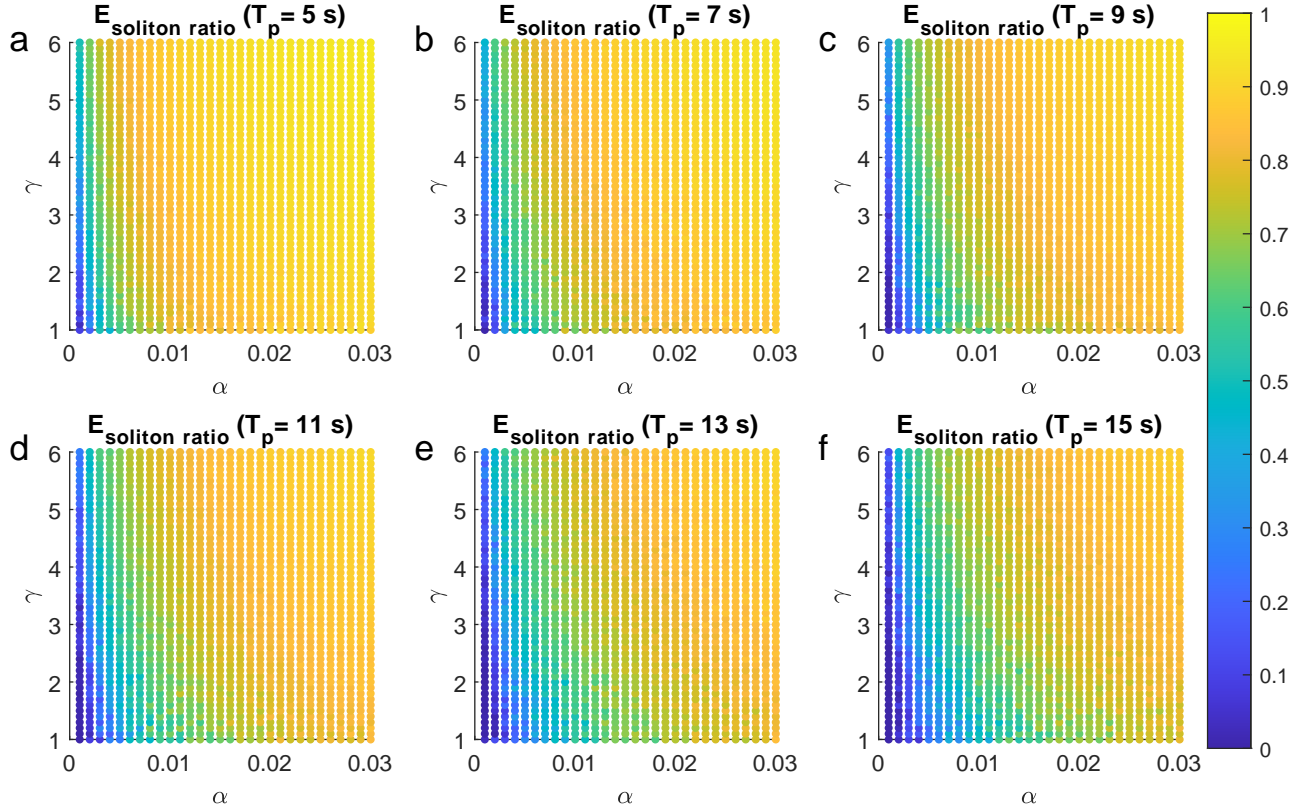 a
E_soliton ratio (T_p= 5 s)
6
5
4
3
2
1
γ
0
0.01
0.02
0.03
α
b
E_soliton ratio (T_p= 7 s)
6
5
4
3
2
1
γ
0
0.01
0.02
0.03
α
c
E_soliton ratio (T_p= 9 s)
6
5
4
3
2
1
γ
0
0.01
0.02
0.03
α
d
E_soliton ratio (T_p= 11 s)
6
5
4
3
2
1
γ
0
0.01
0.02
0.03
α
e
E_soliton ratio (T_p= 13 s)
6
5
4
3
2
1
γ
0
0.01
0.02
0.03
α
f
E_soliton ratio (T_p= 15 s)
6
5
4
3
2
1
γ
0
0.01
0.02
0.03
α
1
0.9
0.8
0.7
0.6
0.5
0.4
0.3
0.2
0.1
0